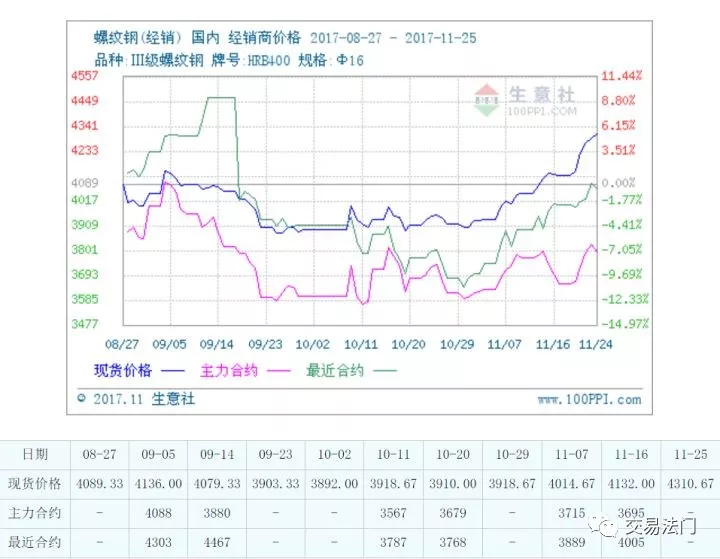 螺纹钢(经销) 国内 经销商价格 2017-08-27 - 2017-11-25
品种:III级螺纹钢 牌号:HRB400 规格:Φ16
4557 11.44%
4449 8.80%
4341 6.15%
4233 3.51%
4089 0.00%
4017 -1.77%
3909 -4.41%
3801 -7.05%
3693 -9.69%
3585 -12.33%
3477 -14.97%
生意社
100PPI.COM
08/27 09/05 09/14 10/02 10/11 10/20 10/29 11/07 11/16 11/24
现货价格 主力合约 最近合约
© 2017.11 生意社 www.100PPI.com
日期 08-27 09-05 09-14 09-23 10-02 10-11 10-20 10-29 11-07 11-16 11-25
现货价格 4089.33 4136.00 4079.33 3903.33 3892.00 3918.67 3910.00 3918.67 4014.67 4132.00 4310.67
主力合约 - 4088 3880 - - 3567 3679 - 3715 3695 -
最近合约 - 4303 4467 - - 3787 3768 - 3889 4005 -
交易法门